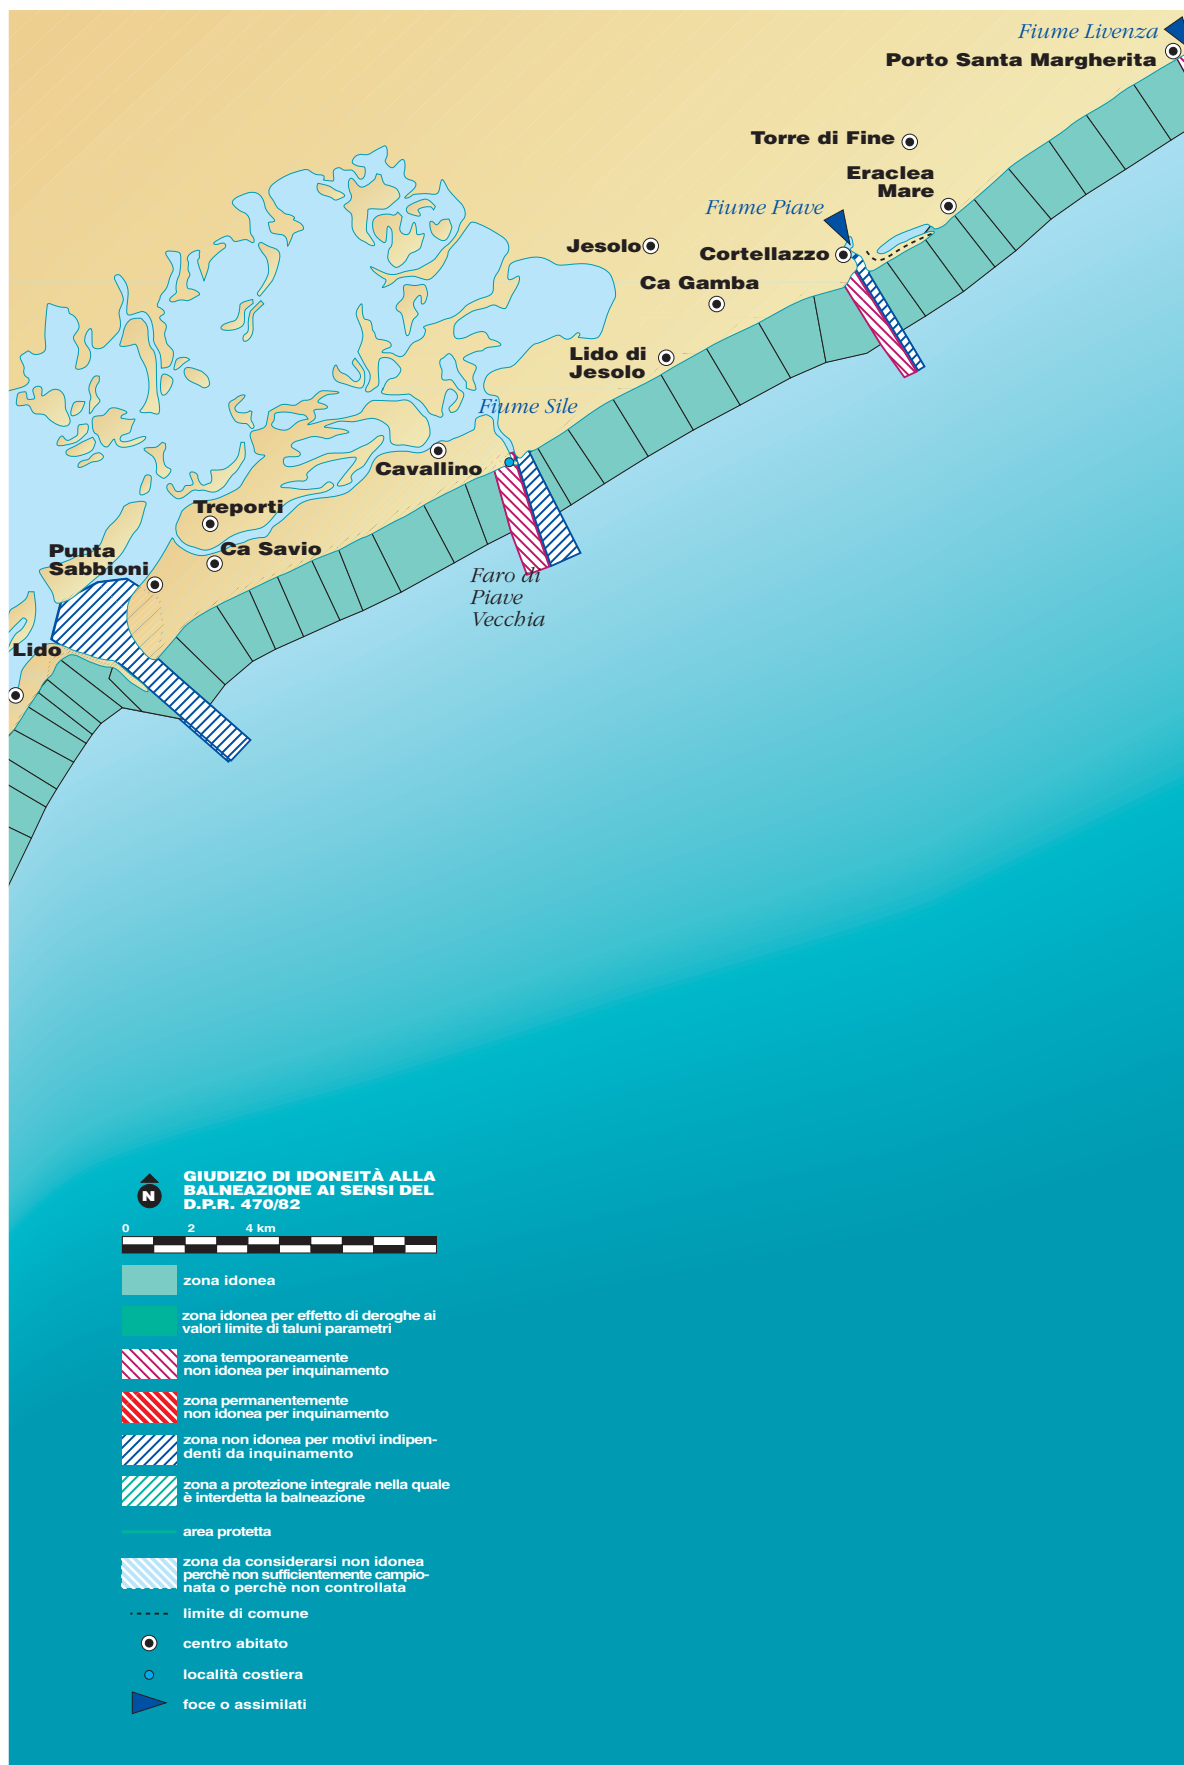 Fiume Livenza
Porto Santa Margherita
Torre di Fine
Eraclea
Mare
Fiume Piave
Jesolo
Cortellazzo
Ca Gamba
Lido di
Jesolo
Fiume Sile
Cavallino
Treporti
Ca Savio
Punta
Sabbioni
Faro di
Piave
Vecchia
Lido
N
GIUDIZIO DI IDONEITÀ ALLA
BALNEAZIONE AI SENSI DEL
D.P.R. 470/82
0 2 4 km
zona idonea
zona idonea per effetto di deroghe ai
valori limite di taluni parametri
zona temporaneamente
non idonea per inquinamento
zona permanentemente
non idonea per inquinamento
zona non idonea per motivi indipen-
denti da inquinamento
zona a protezione integrale nella quale
è interdetta la balneazione
area protetta
zona da considerarsi non idonea
perchè non sufficientemente campio-
nata o perchè non controllata
limite di comune
centro abitato
località costiera
foce o assimilati